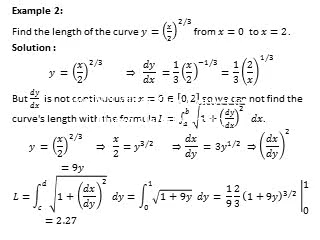 Example 2:
Find the length of the curve y = (x/2)^2/3 from x = 0 to x = 2.
Solution:
y = (x/2)^2/3 ⇒ dy/dx = 1/3 (x/2)^-1/3 = 1/3 (2/x)^1/3
But dy/dx is not continuous at x = 0 ∈ [0, 2] so we can not find the
curve's length with the formula L = ∫_a^b √1 + (dy/dx)^2 dx.
y = (x/2)^2/3 ⇒ x/2 = y^3/2 ⇒ dx/dy = 3y^1/2 ⇒ (dx/dy)^2
= 9y
L = ∫_c^d √1 + (dx/dy)^2 dy = ∫_0^1 √1 + 9y dy = 1/9 2/3 (1 + 9y)^3/2 |_0^1
= 2.27